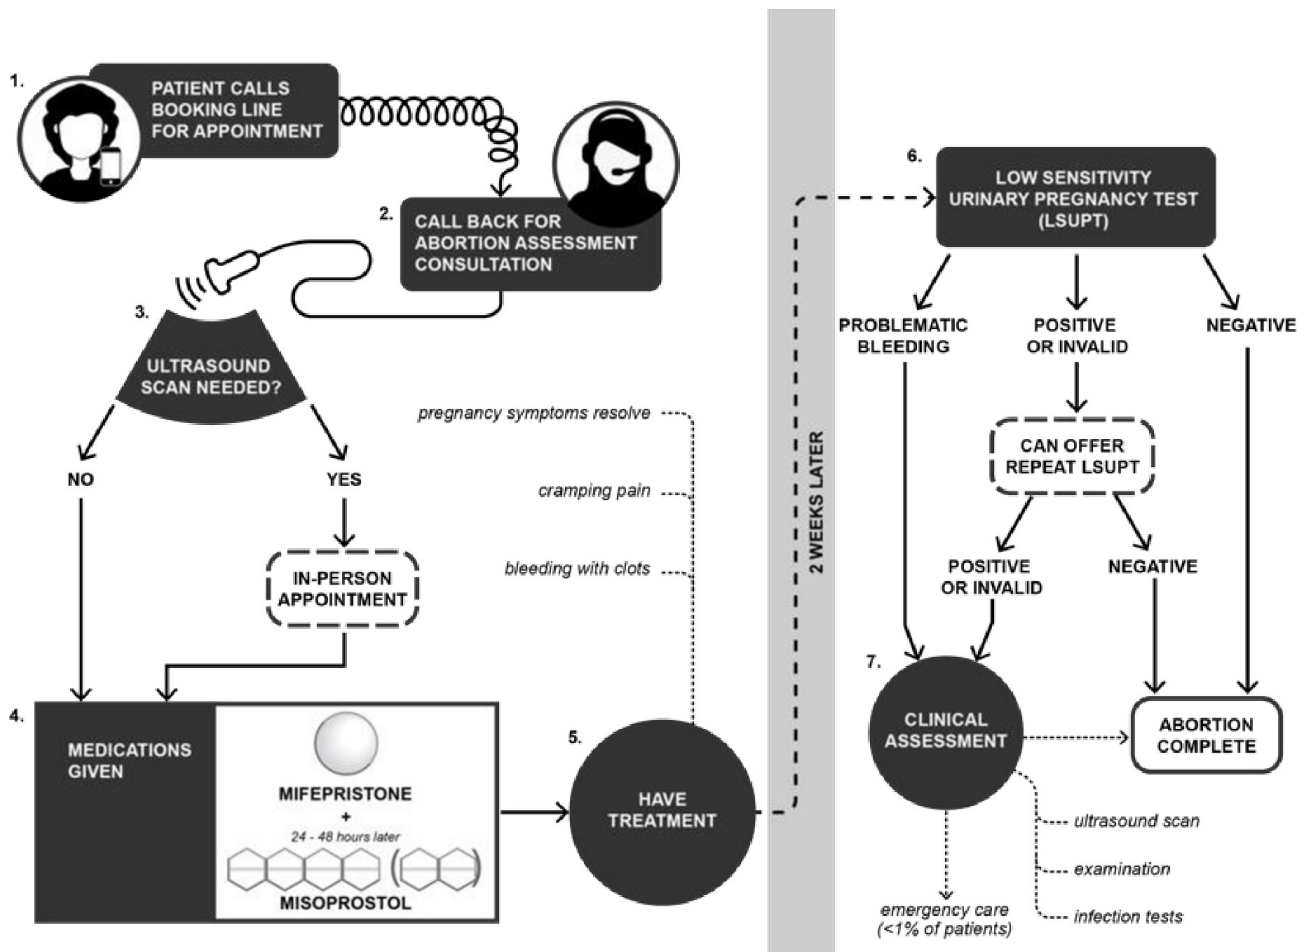 1.
PATIENT CALLS
BOOKING LINE
FOR APPOINTMENT
2.
CALL BACK FOR
ABORTION ASSESSMENT
CONSULTATION
3.
ULTRASOUND
SCAN NEEDED?
NO
YES
IN-PERSON
APPOINTMENT
4.
MEDICATIONS
GIVEN
MIFEPRISTONE
+
24 - 48 hours later
( )
MISOPROSTOL
5.
HAVE
TREATMENT
pregnancy symptoms resolve
cramping pain
bleeding with clots
2 WEEKS LATER
6.
LOW SENSITIVITY
URINARY PREGNANCY TEST
(LSUPT)
PROBLEMATIC
BLEEDING
POSITIVE
OR INVALID
NEGATIVE
CAN OFFER
REPEAT LSUPT
POSITIVE
OR INVALID
NEGATIVE
7.
CLINICAL
ASSESSMENT
ABORTION
COMPLETE
ultrasound scan
examination
infection tests
emergency care
(<1% of patients)